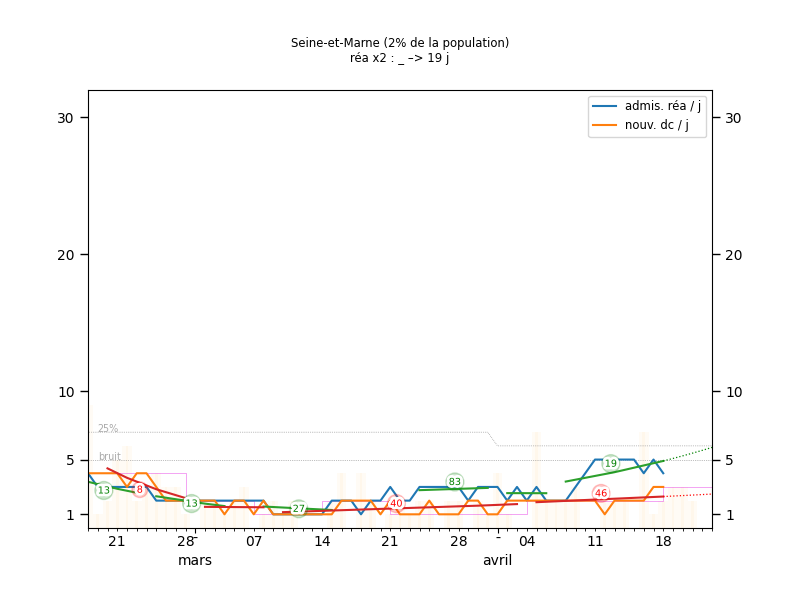 Seine-et-Marne (2% de la population)
réa x2 : _ –> 19 j
admis. réa / j
nouv. dc / j
30 30
20 20
10 10
25%
bruit
5 5
1 1
13 8 13 27 40 83 46 19
21 28 07 14 21 28 - 04 11 18
mars avril